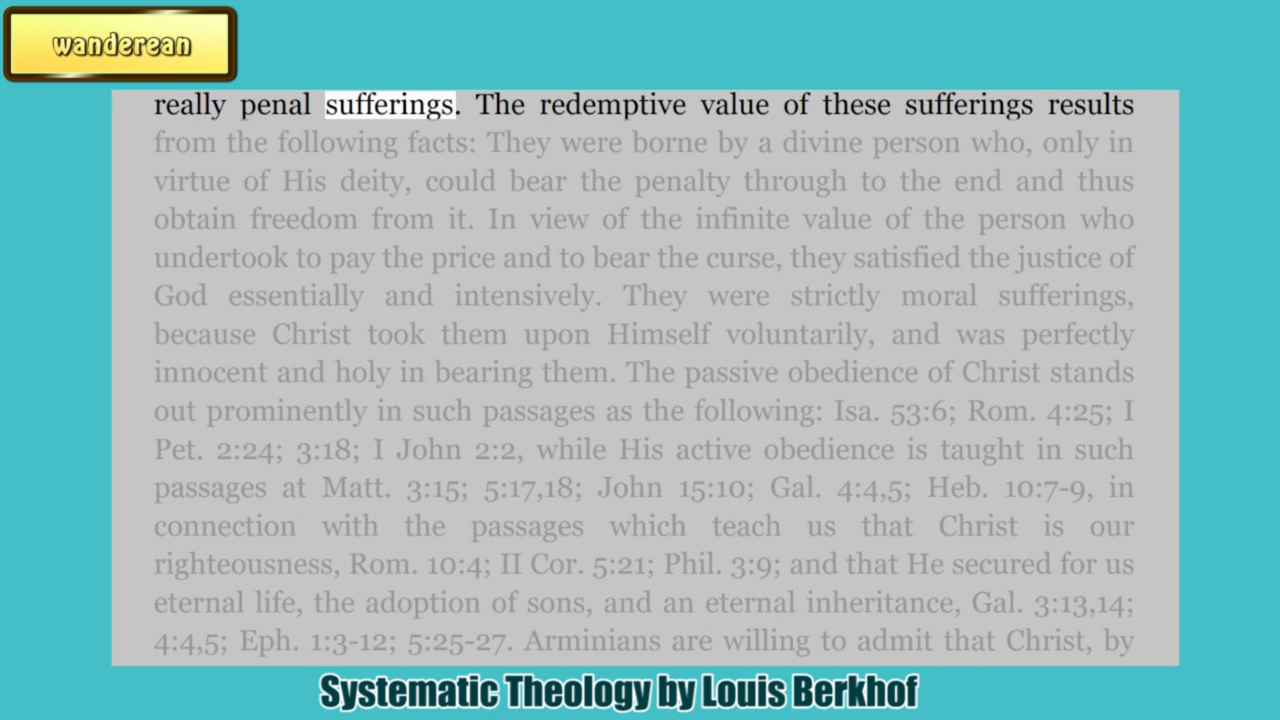 wanderean
really penal sufferings. The redemptive value of these sufferings results
from the following facts: They were borne by a divine person who, only in
virtue of His deity, could bear the penalty through to the end and thus
obtain freedom from it. In view of the infinite value of the person who
undertook to pay the price and to bear the curse, they satisfied the justice of
God essentially and intensively. They were strictly moral sufferings,
because Christ took them upon Himself voluntarily, and was perfectly
innocent and holy in bearing them. The passive obedience of Christ stands
out prominently in such passages as the following: Isa. 53:6; Rom. 4:25; I
Pet. 2:24; 3:18; I John 2:2, while His active obedience is taught in such
passages at Matt. 3:15; 5:17,18; John 15:10; Gal. 4:4,5; Heb. 10:7-9, in
connection with the passages which teach us that Christ is our
righteousness, Rom. 10:4; II Cor. 5:21; Phil. 3:9; and that He secured for us
eternal life, the adoption of sons, and an eternal inheritance, Gal. 3:13,14;
4:4,5; Eph. 1:3-12; 5:25-27. Arminians are willing to admit that Christ, by
Systematic Theology by Louis Berkhof